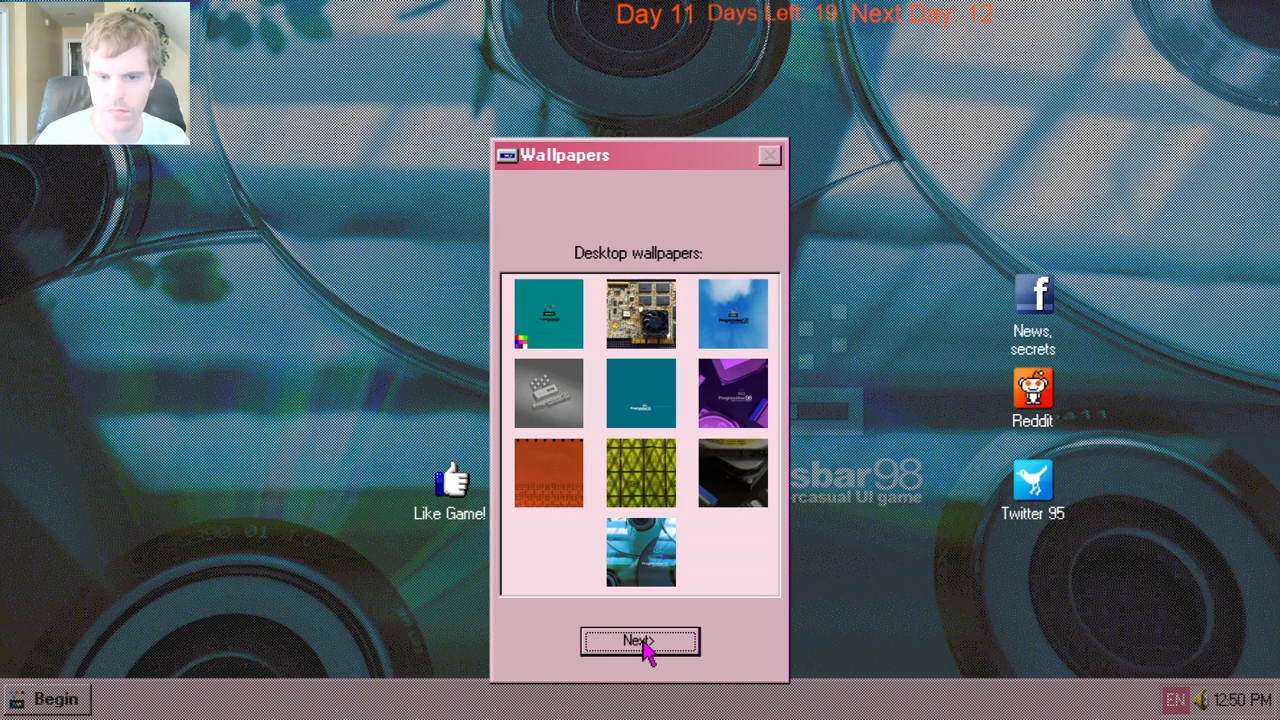 Day 11 Days Left: 19 Next Day: 12
Wallpapers
Desktop wallpapers:
Next>
News,
secrets
Reddit
Twitter 95
Like Game!
sbar98
rcasual UI game
Begin
EN 12:50 PM